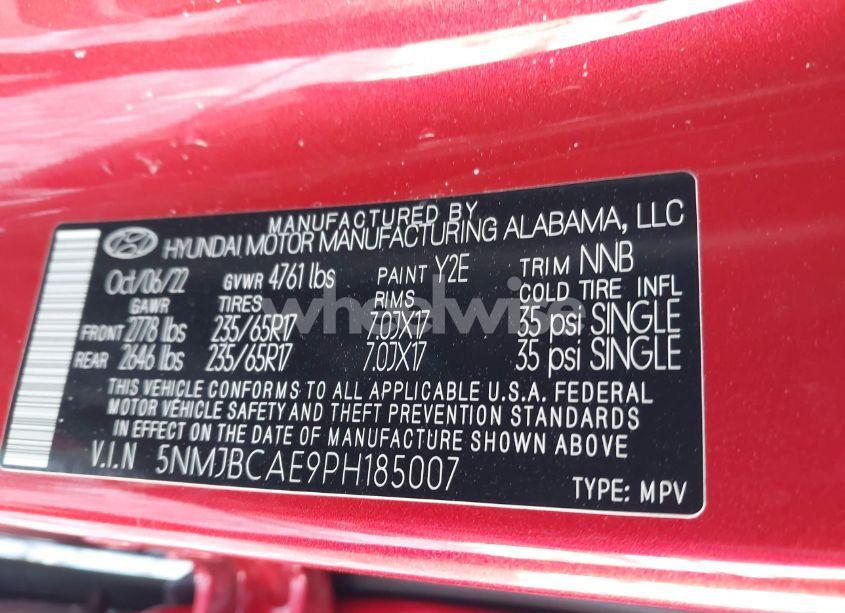 MANUFACTURED BY
HYUNDAI MOTOR MANUFACTURING ALABAMA, LLC
Oct/06/22 GVWR 4761 lbs PAINT Y2E TRIM NNB
GAWR TIRES RIMS COLD TIRE INFL
FRONT 2778 lbs 235/65R17 7.0JX17 35 psi SINGLE
REAR 2646 lbs 235/65R17 7.0JX17 35 psi SINGLE
THIS VEHICLE CONFORMS TO ALL APPLICABLE U.S.A. FEDERAL
MOTOR VEHICLE SAFETY AND THEFT PREVENTION STANDARDS
IN EFFECT ON THE DATE OF MANUFACTURE SHOWN ABOVE
V.I.N 5NMJBCAE9PH185007
TYPE: MPV
wheelwise